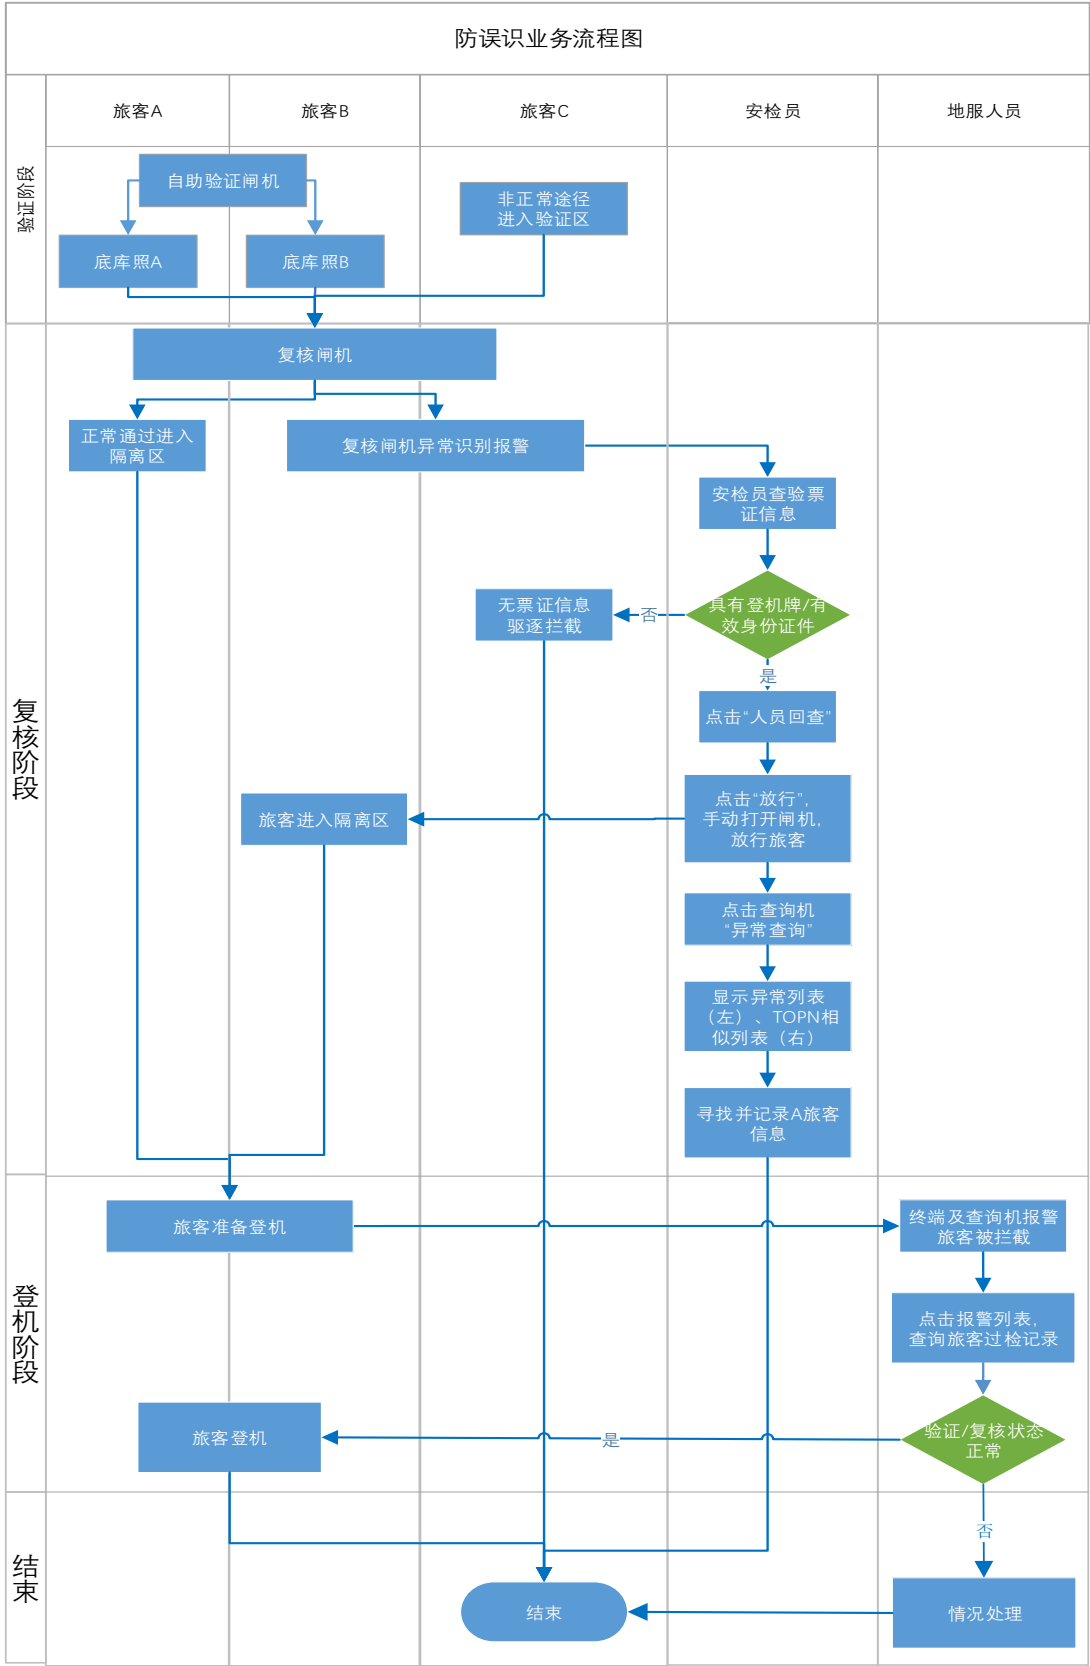 防误识业务流程图
旅客A
旅客B
旅客C
安检员
地服人员
验证阶段
自助验证闸机
非正常途径
进入验证区
底库照A
底库照B
复核阶段
复核闸机
正常通过进入
隔离区
复核闸机异常识别报警
安检员查验票
证信息
无票证信息
驱逐拦截
否
具有登机牌/有
效身份证件
是
点击“人员回查”
旅客进入隔离区
点击“放行”,
手动打开闸机,
放行旅客
点击查询机
“异常查询”
显示异常列表
（左）、TOPN相
似列表（右）
寻找并记录A旅客
信息
登机阶段
旅客准备登机
终端及查询机报警
旅客被拦截
点击报警列表,
查询旅客过检记录
旅客登机
是
验证/复核状态
正常
否
结束
结束
情况处理